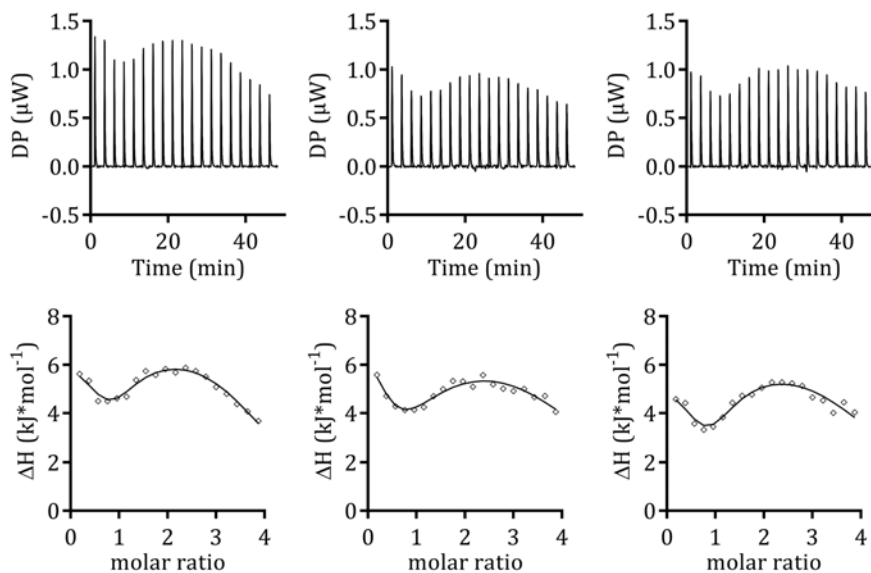 1.5
1.0
0.5
0.0
-0.5
DP (µW)
0 20 40
Time (min)
1.5
1.0
0.5
0.0
-0.5
DP (µW)
0 20 40
Time (min)
1.5
1.0
0.5
0.0
-0.5
DP (µW)
0 20 40
Time (min)
8
6
4
2
0
ΔH (kJ*mol⁻¹)
0 1 2 3 4
molar ratio
8
6
4
2
0
ΔH (kJ*mol⁻¹)
0 1 2 3 4
molar ratio
8
6
4
2
0
ΔH (kJ*mol⁻¹)
0 1 2 3 4
molar ratio